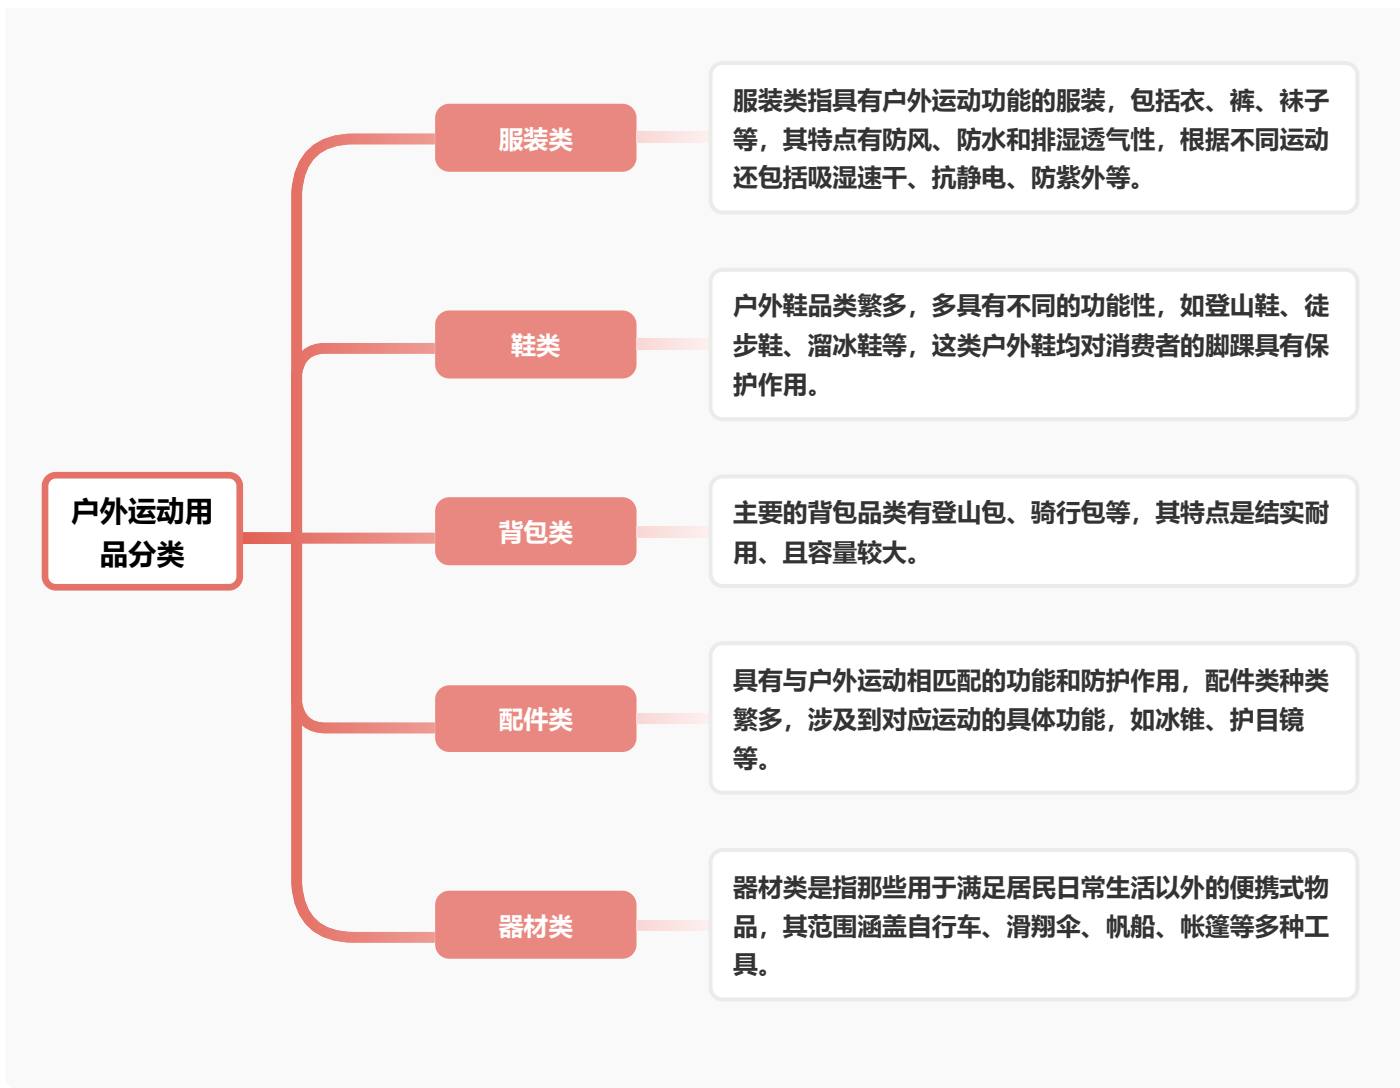 户外运动用
品分类
服装类
服装类指具有户外运动功能的服装，包括衣、裤、袜子
等，其特点有防风、防水和排湿透气性，根据不同运动
还包括吸湿速干、抗静电、防紫外等。
鞋类
户外鞋品类繁多，多具有不同的功能性，如登山鞋、徒
步鞋、溜冰鞋等，这类户外鞋均对消费者的脚踝具有保
护作用。
背包类
主要的背包品类有登山包、骑行包等，其特点是结实耐
用、且容量较大。
配件类
具有与户外运动相匹配的功能和防护作用，配件类种类
繁多，涉及到对应运动的具体功能，如冰锥、护目镜
等。
器材类
器材类是指那些用于满足居民日常生活以外的便携式物
品，其范围涵盖自行车、滑翔伞、帆船、帐篷等多种工
具。